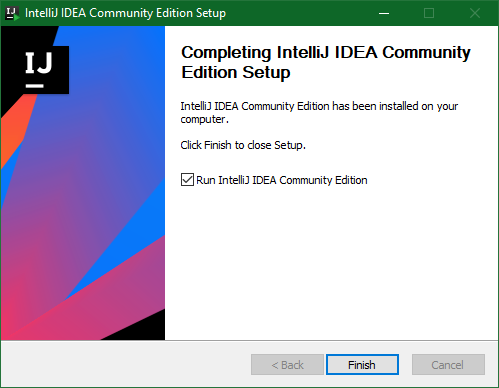 IntelliJ IDEA Community Edition Setup
IJ
Completing IntelliJ IDEA Community
Edition Setup
IntelliJ IDEA Community Edition has been installed on your
computer.
Click Finish to close Setup.
Run IntelliJ IDEA Community Edition
< Back
Finish
Cancel